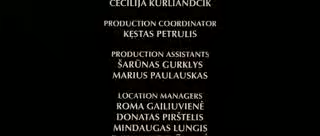 CECILIJA KURLIANDCIK
PRODUCTION COORDINATOR
KĘSTAS PETRULIS
PRODUCTION ASSISTANTS
ŠARŪNAS GURKLYS
MARIUS PAULAUSKAS
LOCATION MANAGERS
ROMA GAILIUVIENĖ
DONATAS PIRŠTELIS
MINDAUGAS LUNGIS